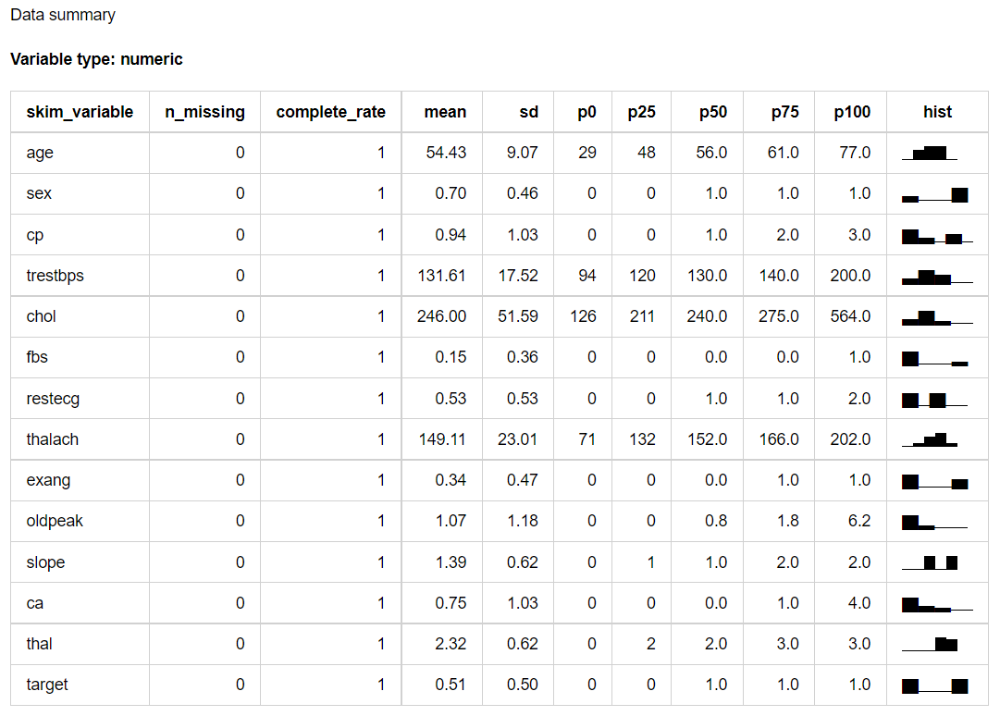 Data summary
Variable type: numeric
skim_variable n_missing complete_rate mean sd p0 p25 p50 p75 p100 hist
age 0 1 54.43 9.07 29 48 56.0 61.0 77.0
sex 0 1 0.70 0.46 0 0 1.0 1.0 1.0
cp 0 1 0.94 1.03 0 0 1.0 2.0 3.0
trestbps 0 1 131.61 17.52 94 120 130.0 140.0 200.0
chol 0 1 246.00 51.59 126 211 240.0 275.0 564.0
fbs 0 1 0.15 0.36 0 0 0.0 0.0 1.0
restecg 0 1 0.53 0.53 0 0 1.0 1.0 2.0
thalach 0 1 149.11 23.01 71 132 152.0 166.0 202.0
exang 0 1 0.34 0.47 0 0 0.0 1.0 1.0
oldpeak 0 1 1.07 1.18 0 0 0.8 1.8 6.2
slope 0 1 1.39 0.62 0 1 1.0 2.0 2.0
ca 0 1 0.75 1.03 0 0 0.0 1.0 4.0
thal 0 1 2.32 0.62 0 2 2.0 3.0 3.0
target 0 1 0.51 0.50 0 0 1.0 1.0 1.0